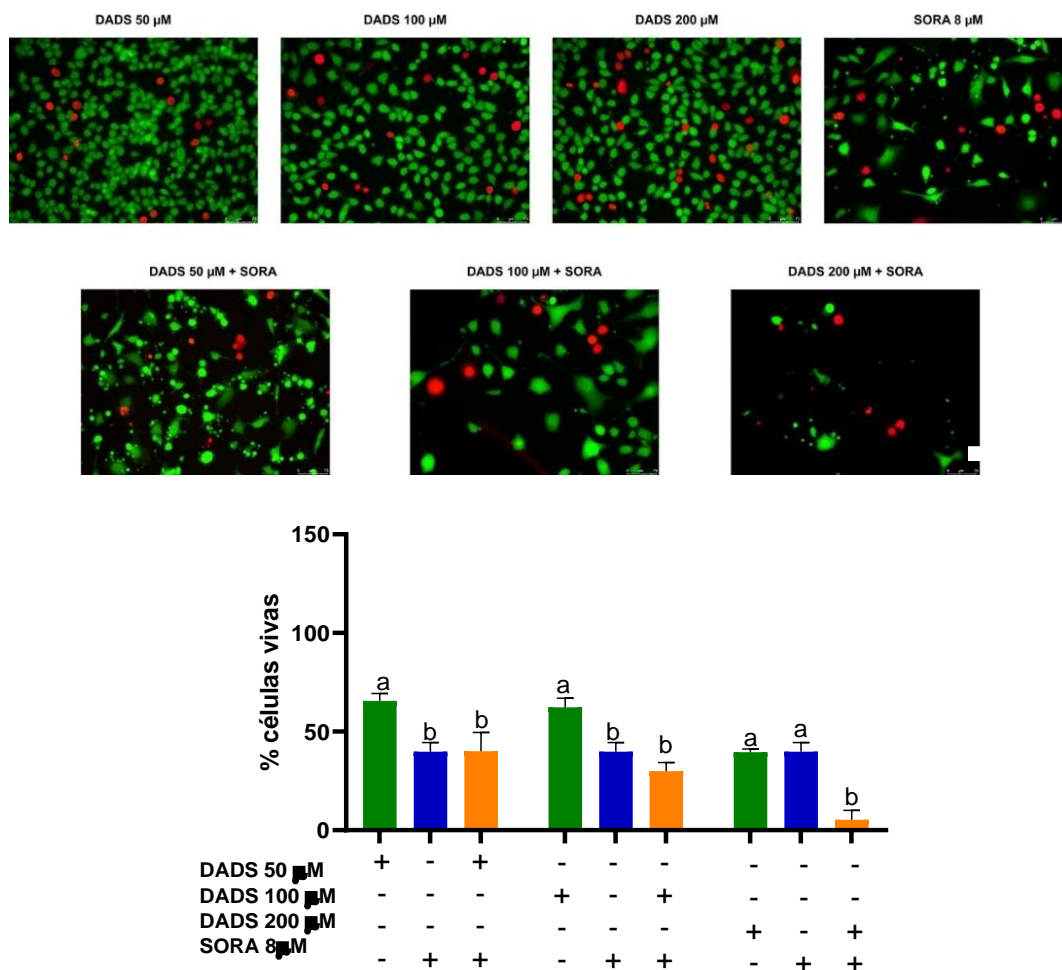 DADS 50 µM DADS 100 µM DADS 200 µM SORA 8 µM
DADS 50 µM + SORA DADS 100 µM + SORA DADS 200 µM + SORA
150
100
50
0
% células vivas
a b b a b b a a b
DADS 50 µM + - + - - - - - -
DADS 100 µM - - - + - + - - -
DADS 200 µM - - - - - - + - +
SORA 8µM - + + - + + - + +